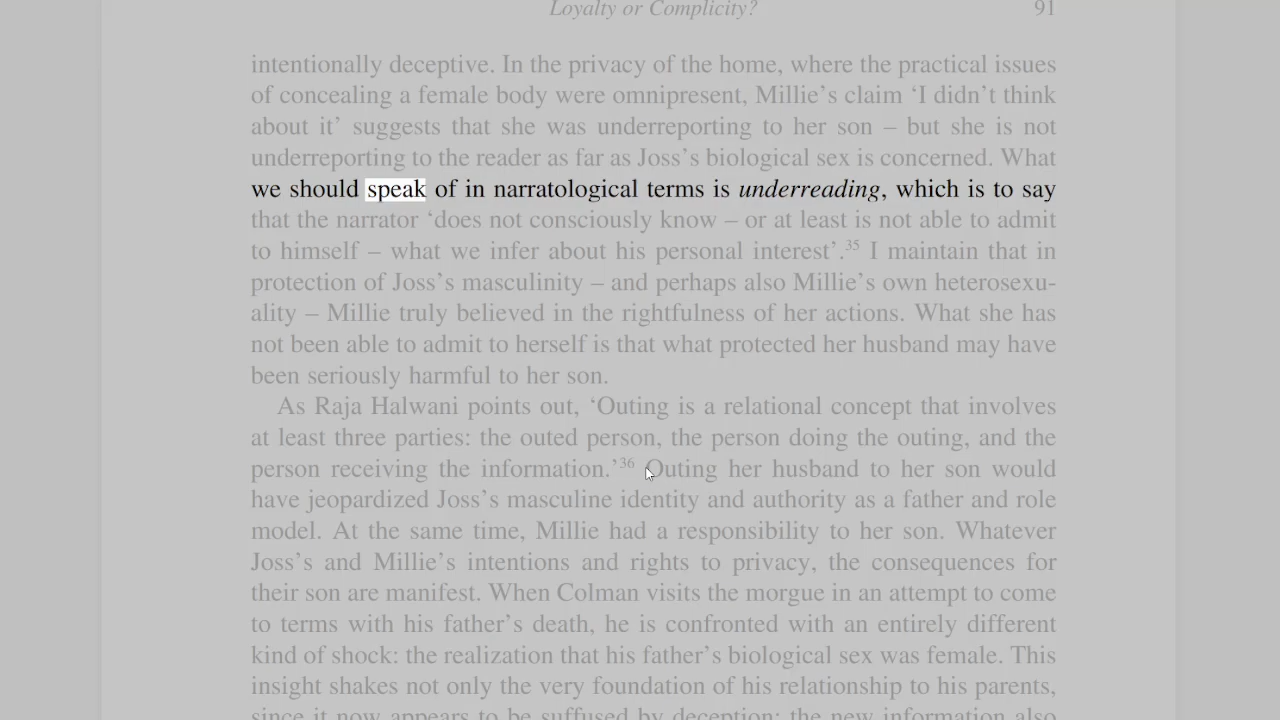 Loyalty or Complicity? 91
intentionally deceptive. In the privacy of the home, where the practical issues
of concealing a female body were omnipresent, Millie’s claim ‘I didn’t think
about it’ suggests that she was underreporting to her son – but she is not
underreporting to the reader as far as Joss’s biological sex is concerned. What
we should speak of in narratological terms is underreading, which is to say
that the narrator ‘does not consciously know – or at least is not able to admit
to himself – what we infer about his personal interest’.35 I maintain that in
protection of Joss’s masculinity – and perhaps also Millie’s own heterosexu-
ality – Millie truly believed in the rightfulness of her actions. What she has
not been able to admit to herself is that what protected her husband may have
been seriously harmful to her son.
As Raja Halwani points out, ‘Outing is a relational concept that involves
at least three parties: the outed person, the person doing the outing, and the
person receiving the information.’36 Outing her husband to her son would
have jeopardized Joss’s masculine identity and authority as a father and role
model. At the same time, Millie had a responsibility to her son. Whatever
Joss’s and Millie’s intentions and rights to privacy, the consequences for
their son are manifest. When Colman visits the morgue in an attempt to come
to terms with his father’s death, he is confronted with an entirely different
kind of shock: the realization that his father’s biological sex was female. This
insight shakes not only the very foundation of his relationship to his parents,
since it now appears to be suffused by deception; the new information also